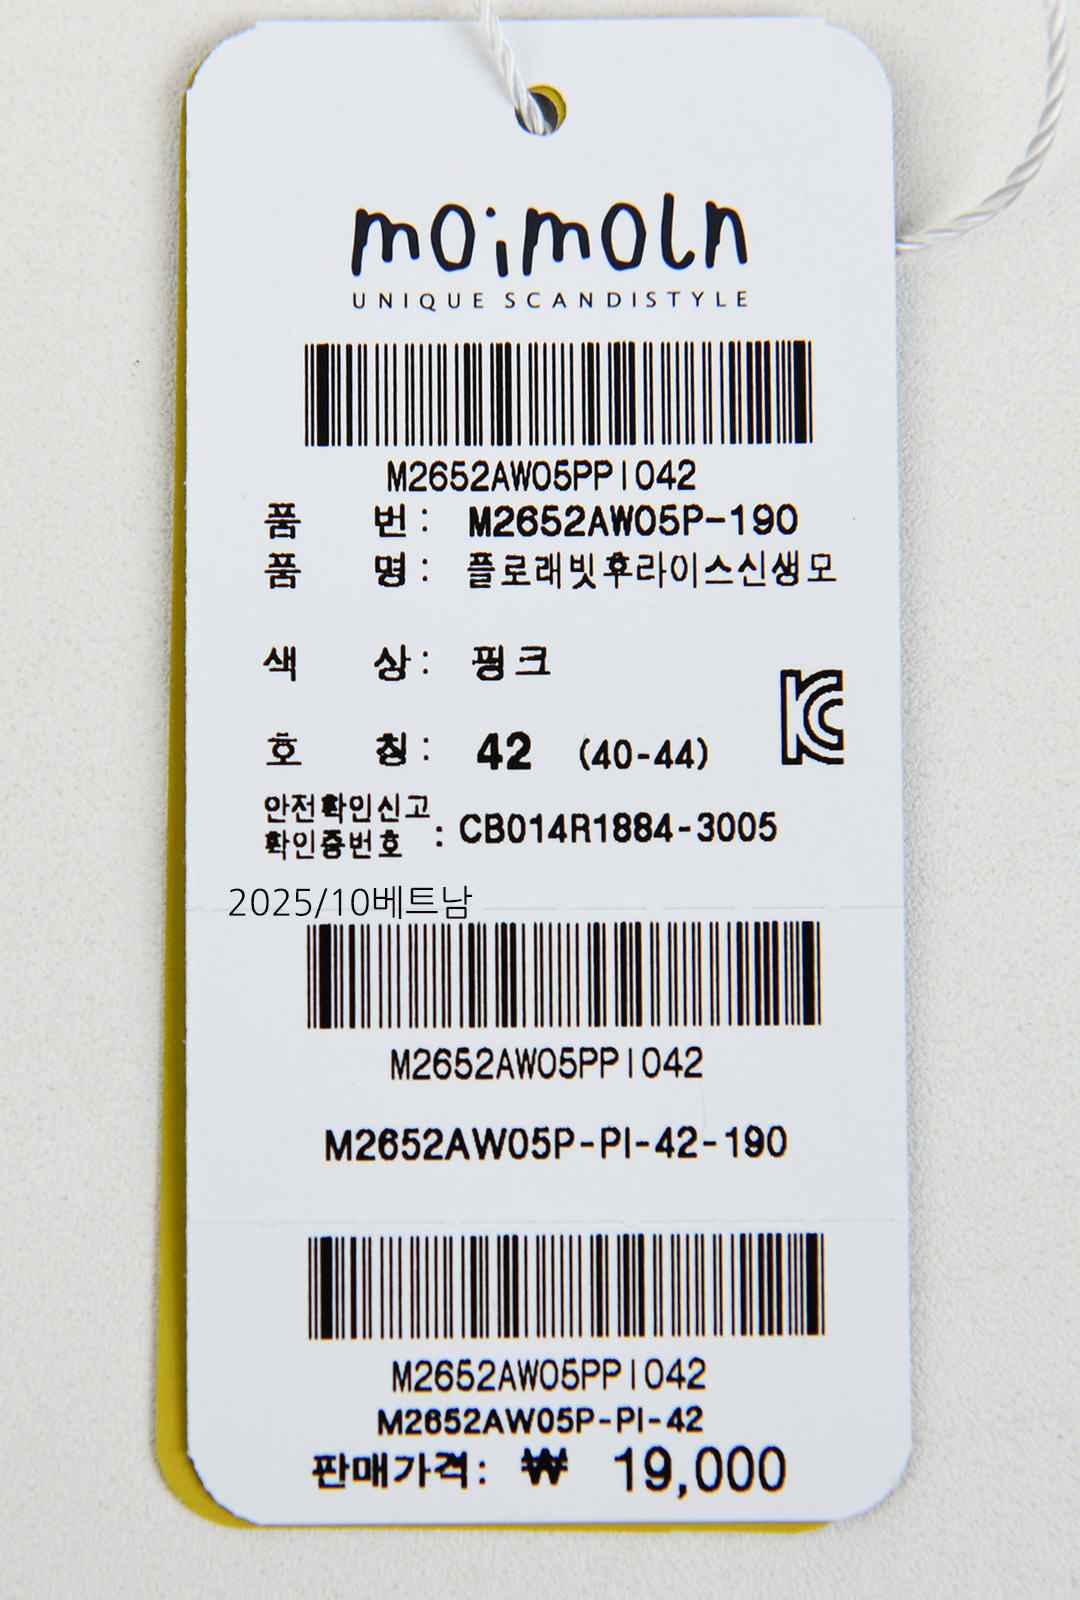 moimoln
UNIQUE SCANDISTYLE
M2652AW05PPI042
품 번 : M2652AW05P-190
품 명 : 플로래빗후라이스신생모
색 상 : 핑크
호 칭 : 42 (40-44)
안전확인신고
확인증번호 : CB014R1884-3005
2025/10베트남
M2652AW05PPI042
M2652AW05P-PI-42-190
M2652AW05PPI042
M2652AW05P-PI-42
판매가격 : ₩ 19,000